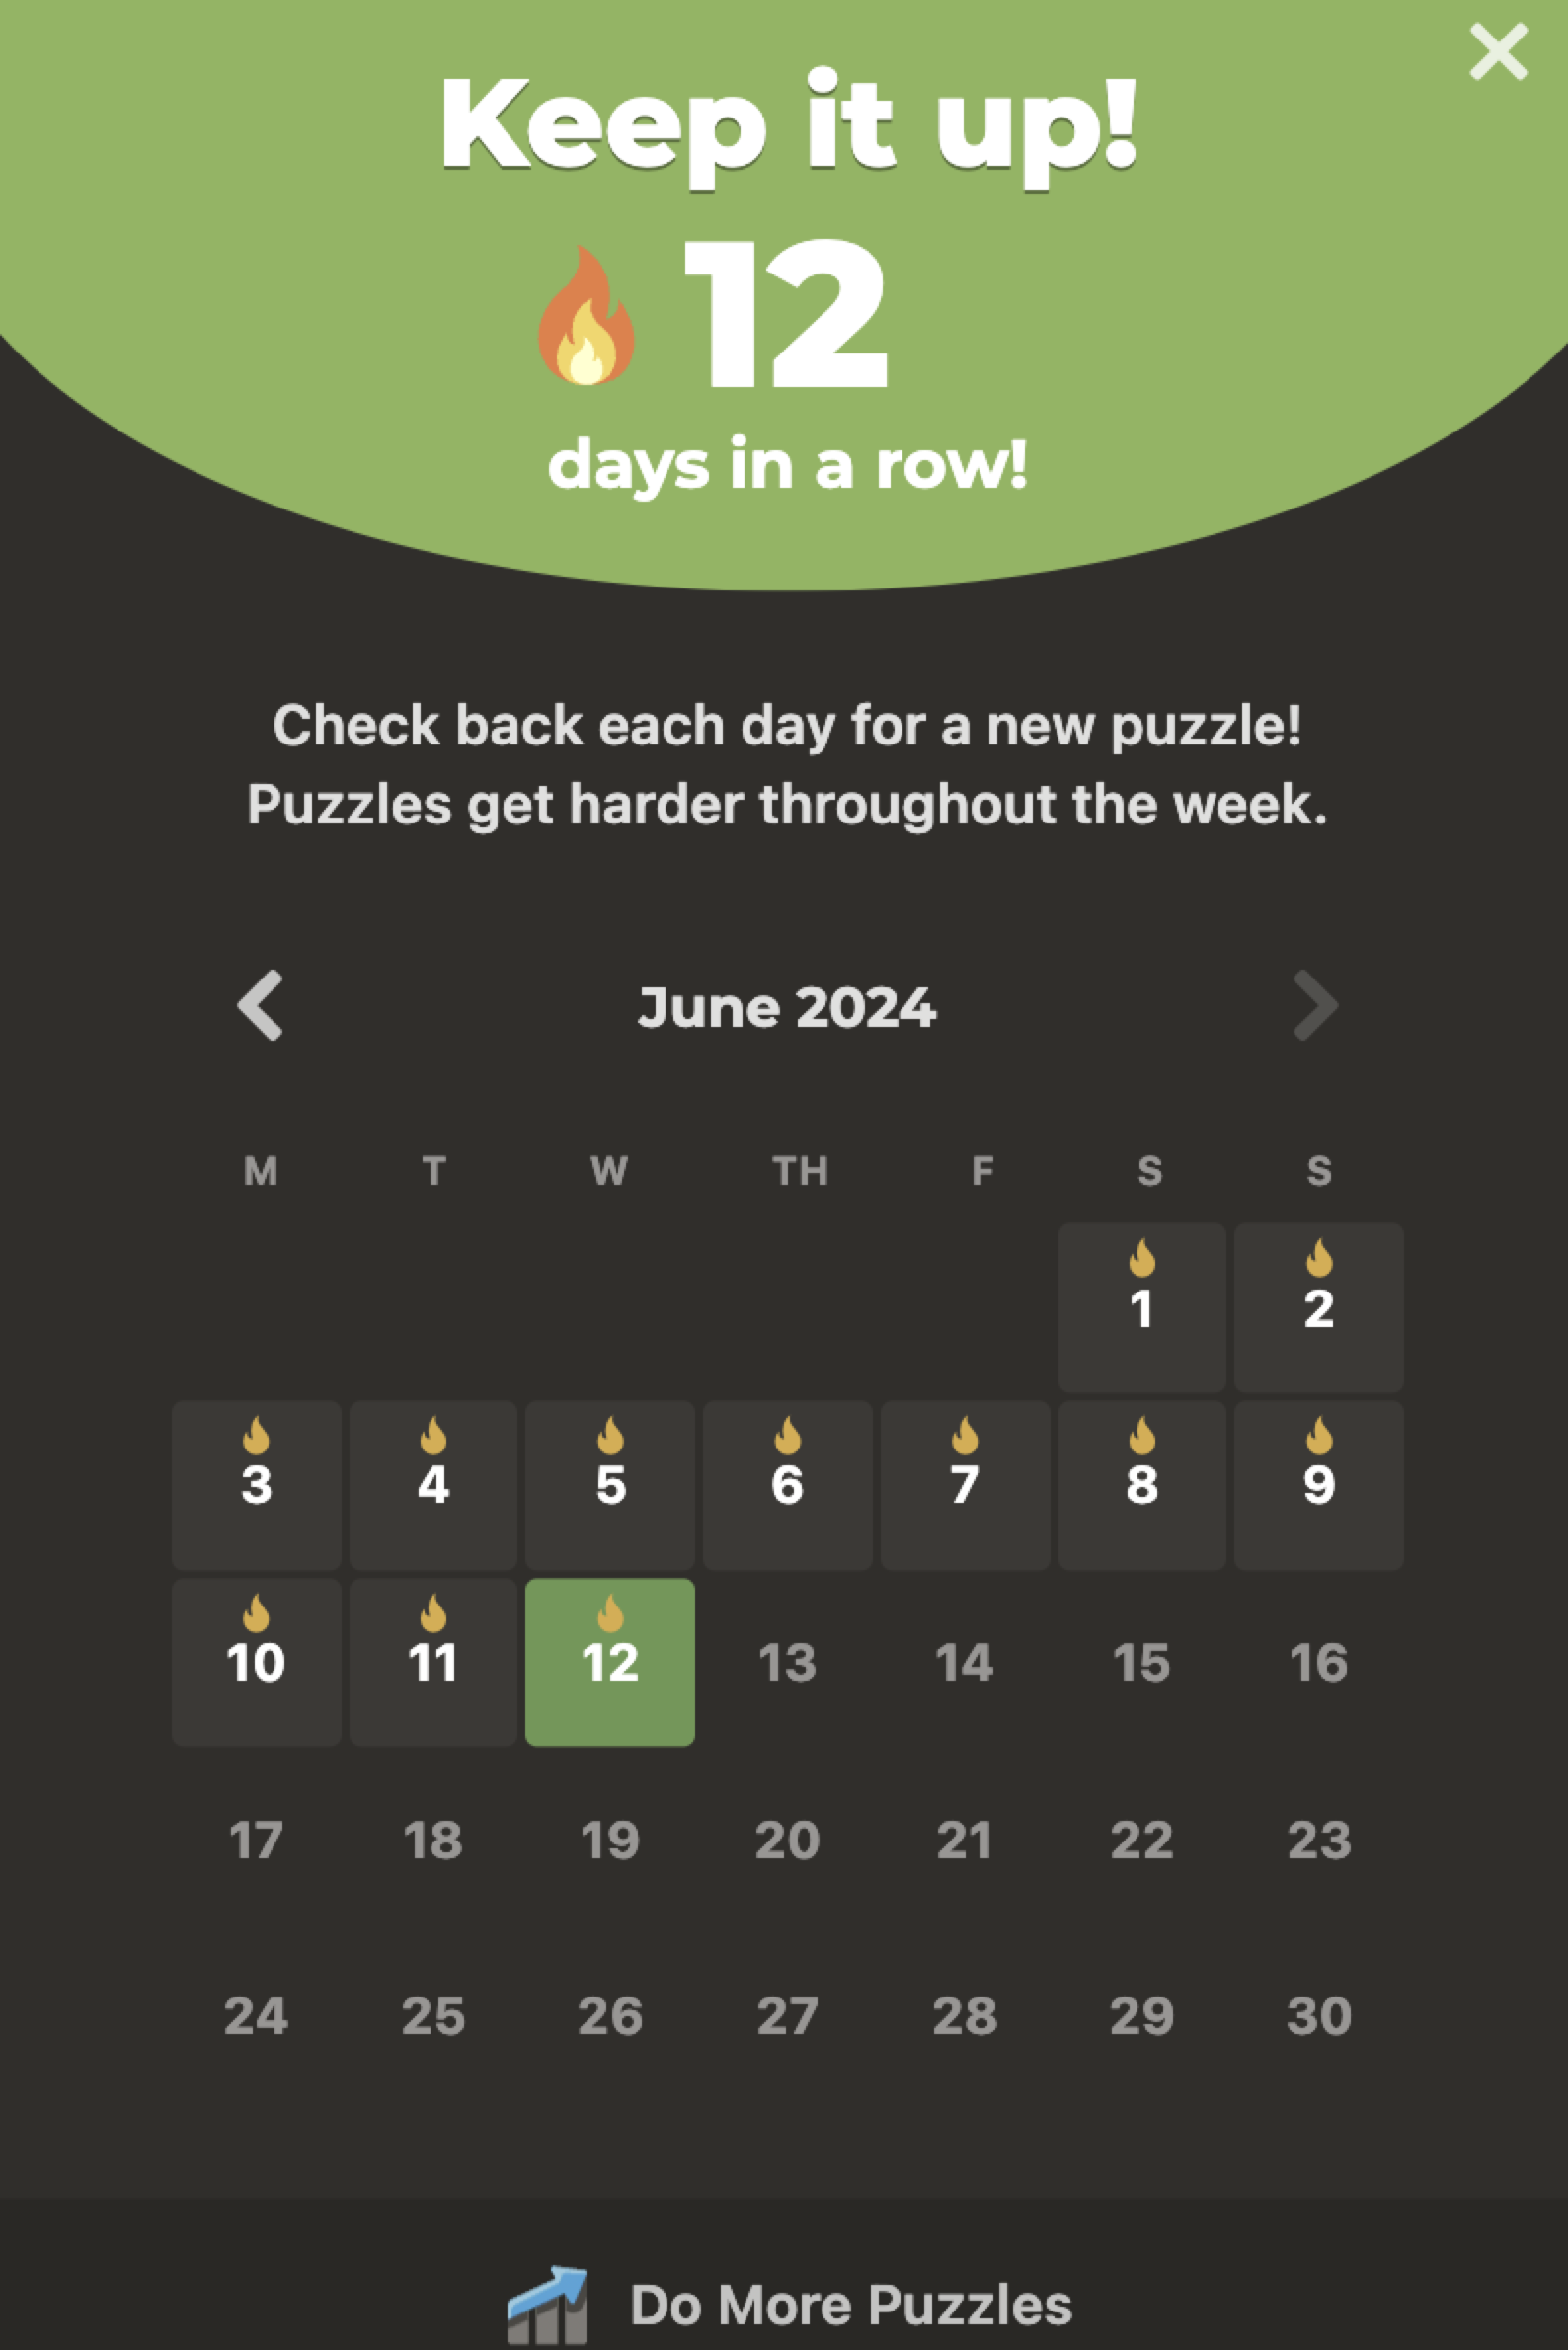 Keep it up!
12
days in a row!
Check back each day for a new puzzle!
Puzzles get harder throughout the week.
June 2024
M T W TH F S S
1 2
3 4 5 6 7 8 9
10 11 12 13 14 15 16
17 18 19 20 21 22 23
24 25 26 27 28 29 30
Do More Puzzles